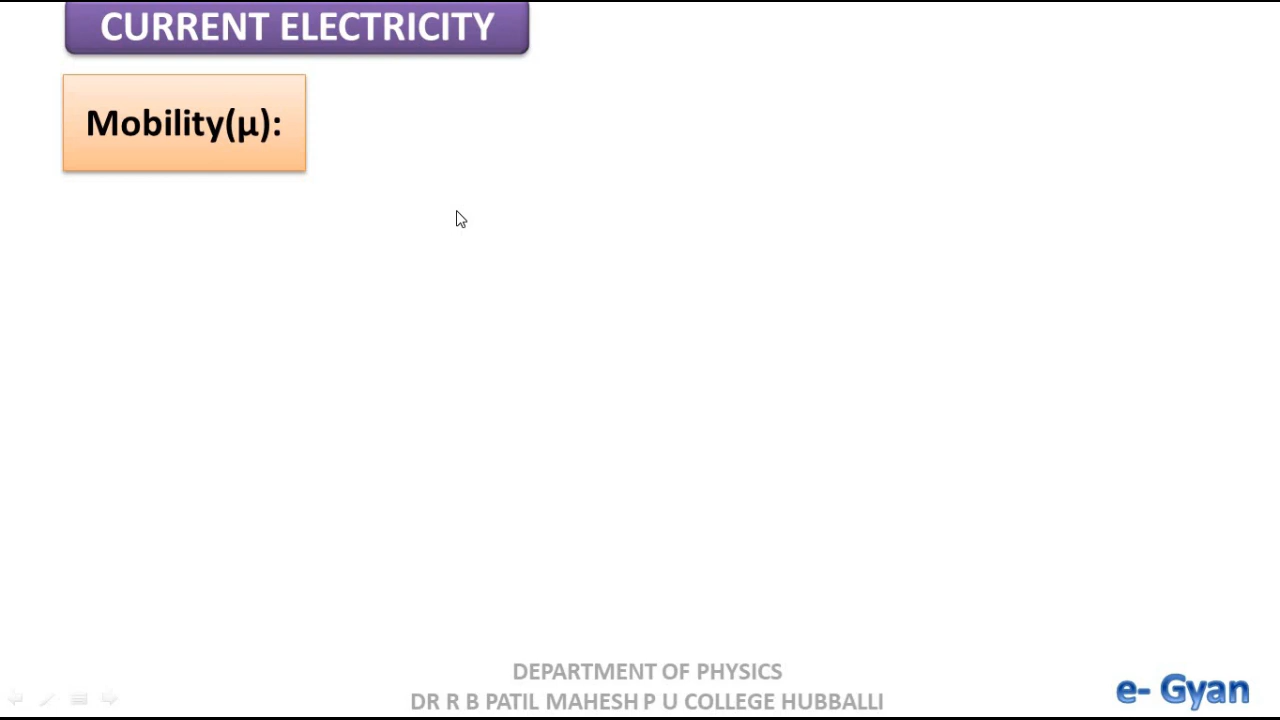 CURRENT ELECTRICITY
Mobility(μ):
DEPARTMENT OF PHYSICS
DR R B PATIL MAHESH P U COLLEGE HUBBALLI
e- Gyan